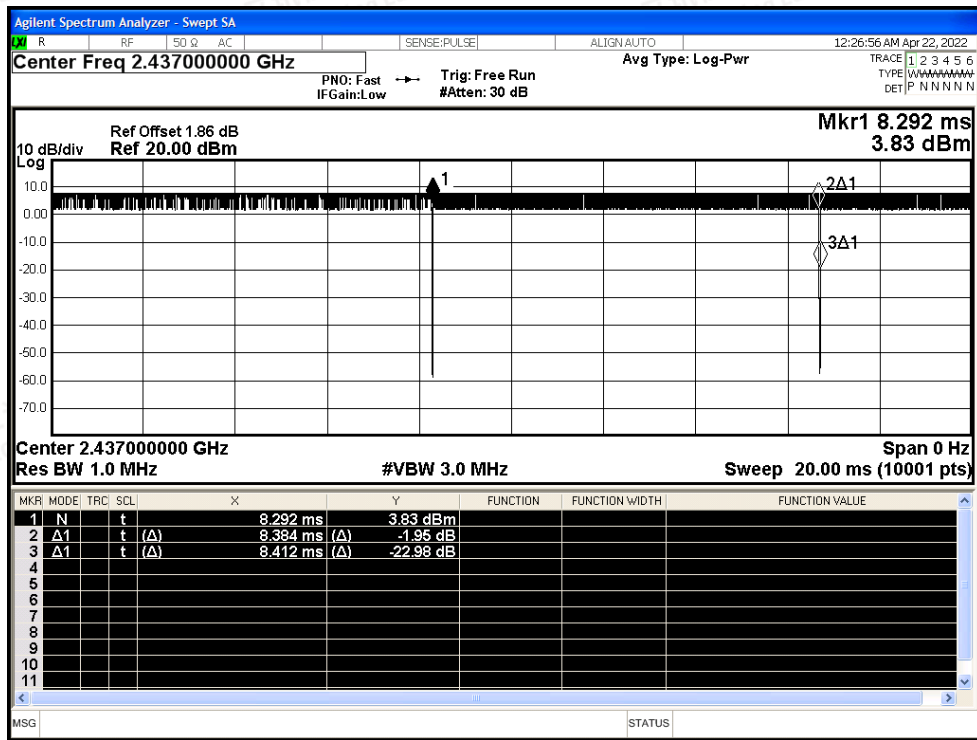 Agilent Spectrum Analyzer - Swept SA
LXI R RF 50 Ω AC SENSE:PULSE ALIGN AUTO 12:26:56 AM Apr 22, 2022
Center Freq 2.437000000 GHz
PNO: Fast Trig: Free Run Avg Type: Log-Pwr TRACE 1 2 3 4 5 6
IFGain:Low #Atten: 30 dB TYPE WWWWWW
DET P N N N N N
Mkr1 8.292 ms
3.83 dBm
Ref Offset 1.86 dB
10 dB/div Ref 20.00 dBm
Log
10.0
0.00
-10.0
-20.0
-30.0
-40.0
-50.0
-60.0
-70.0
1
2Δ1
3Δ1
Center 2.437000000 GHz Span 0 Hz
Res BW 1.0 MHz #VBW 3.0 MHz Sweep 20.00 ms (10001 pts)
MKR MODE TRC SCL X Y FUNCTION FUNCTION WIDTH FUNCTION VALUE
1 N t 8.292 ms 3.83 dBm
2 Δ1 t (Δ) 8.384 ms (Δ) -1.95 dB
3 Δ1 t (Δ) 8.412 ms (Δ) -22.98 dB
4
5
6
7
8
9
10
11
MSG STATUS